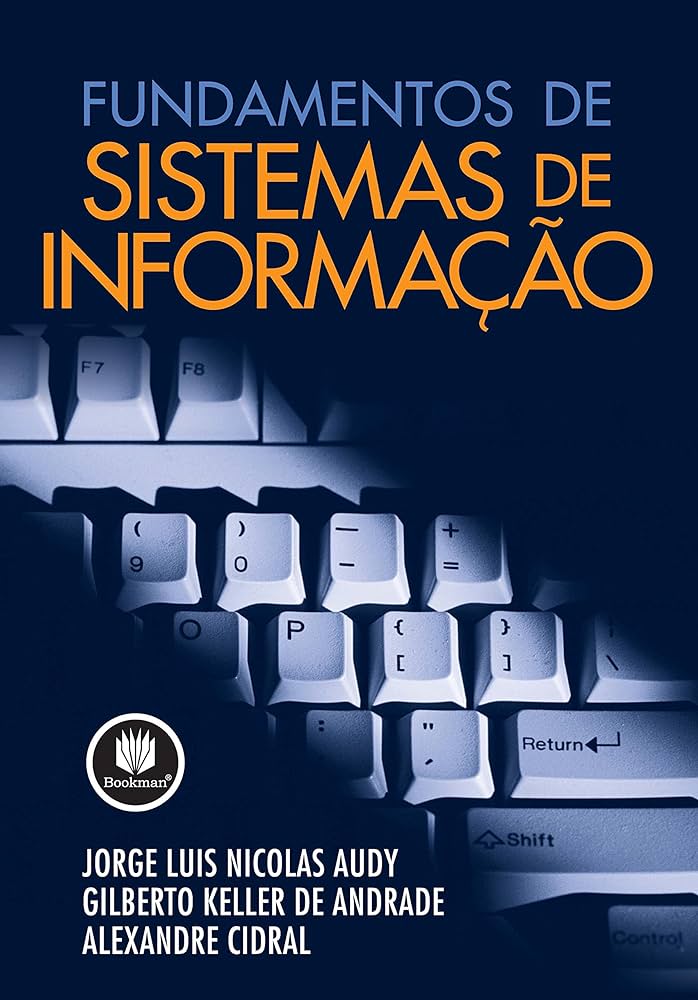 FUNDAMENTOS DE
SISTEMAS DE
INFORMAÇÃO
F7 F8
( ) — +
9 0 - =
O P { } |
[ ] \
: "
' Return
Shift
Control
Bookman®
JORGE LUIS NICOLAS AUDY
GILBERTO KELLER DE ANDRADE
ALEXANDRE CIDRAL